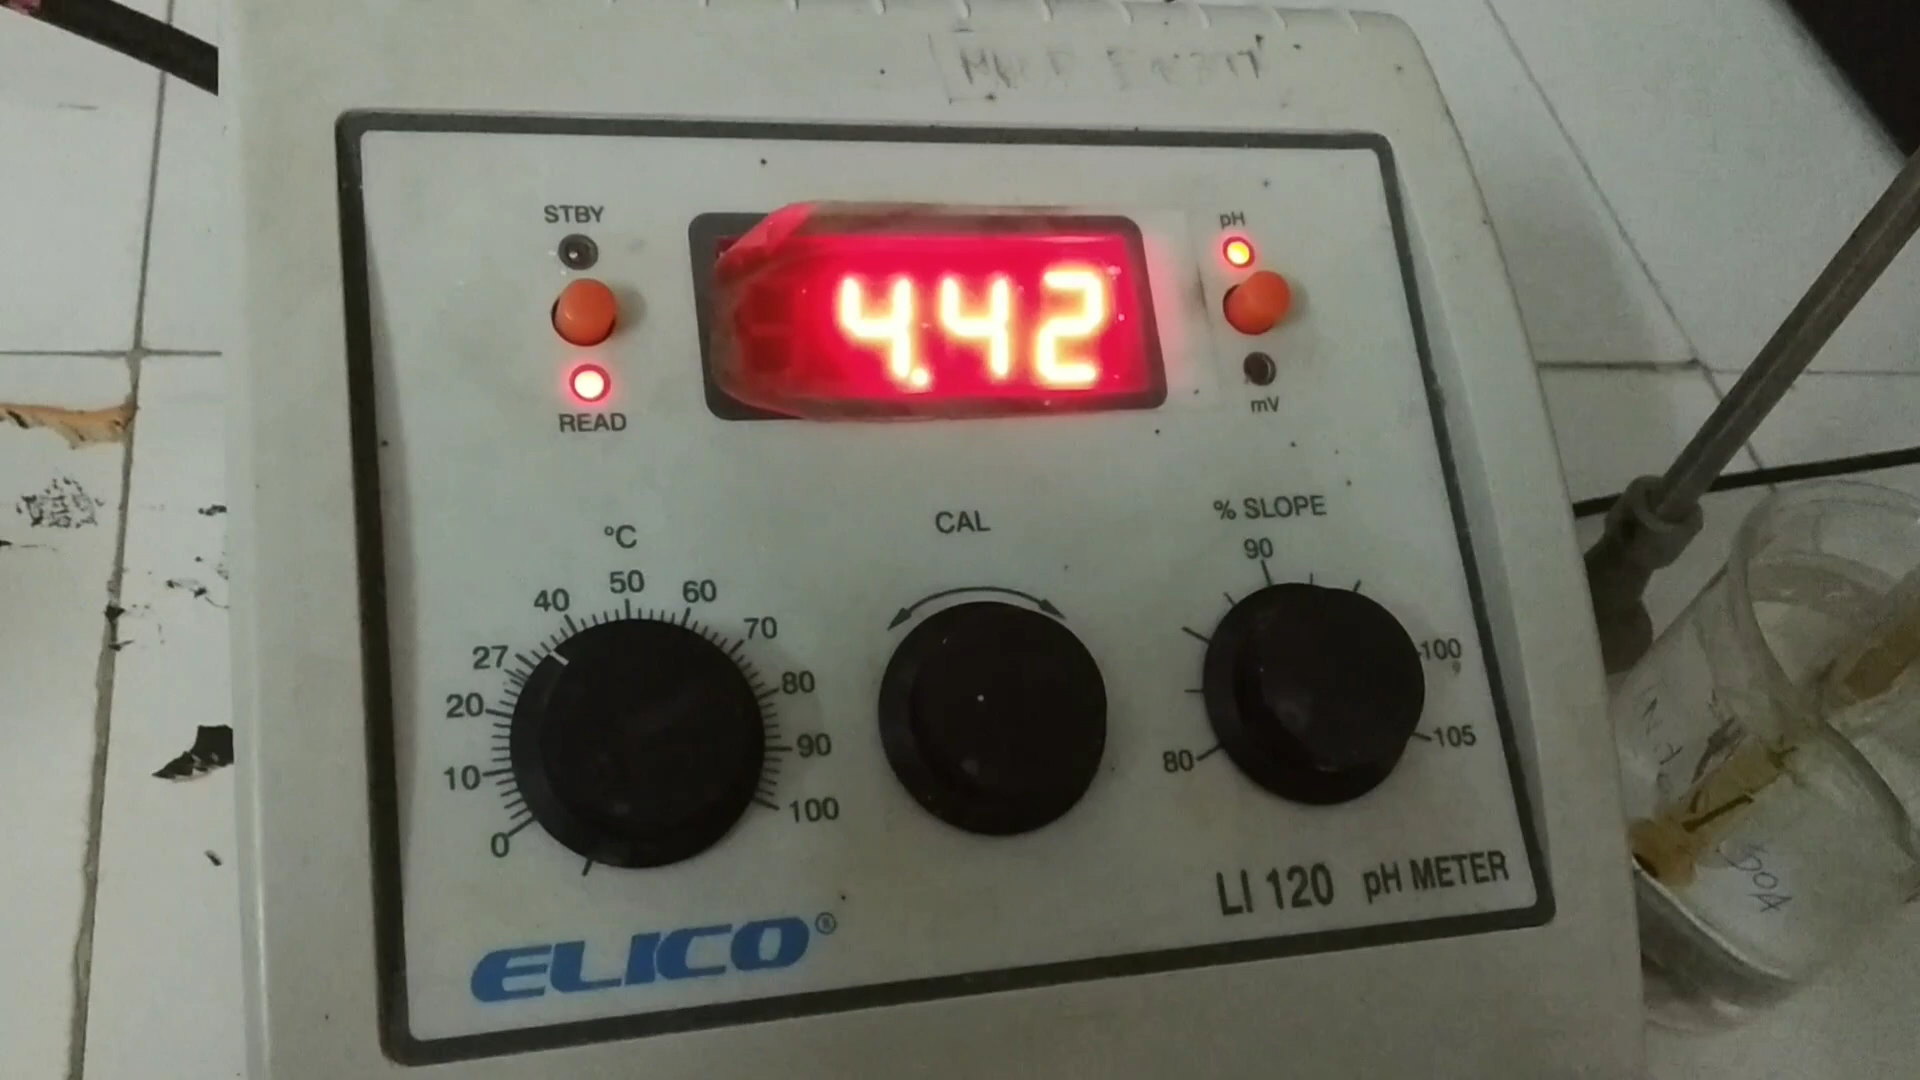 STBY
pH
4.42
READ
mV
°C
CAL
% SLOPE
40 50 60
90
27 70
20 80
10 90
0 100
100
80 105
LI 120 pH METER
ELICO®